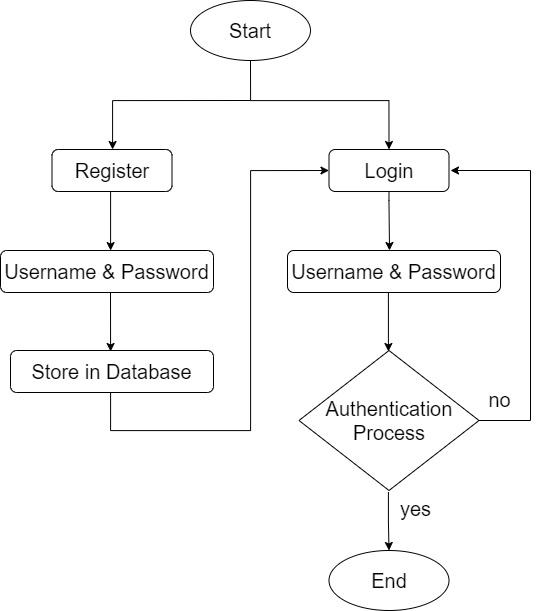 Start
Register
Login
Username & Password
Username & Password
Store in Database
Authentication
Process
no
yes
End